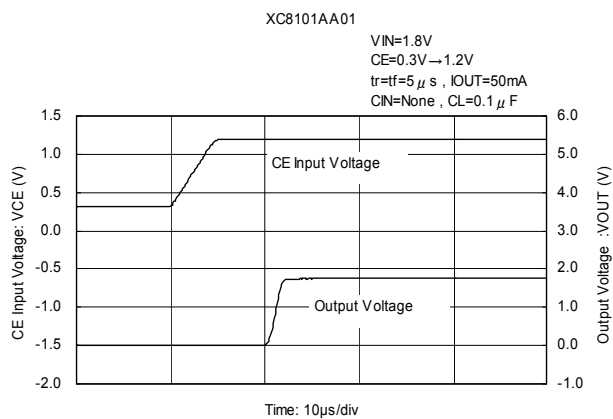 XC8101AA01
VIN=1.8V
CE=0.3V→1.2V
tr=tf=5μs , IOUT=50mA
CIN=None , CL=0.1μF
CE Input Voltage: VCE (V)
1.5
1.0
0.5
0.0
-0.5
-1.0
-1.5
-2.0
CE Input Voltage
Output Voltage
6.0
5.0
4.0
3.0
2.0
1.0
0.0
-1.0
Output Voltage :VOUT (V)
Time: 10μs/div